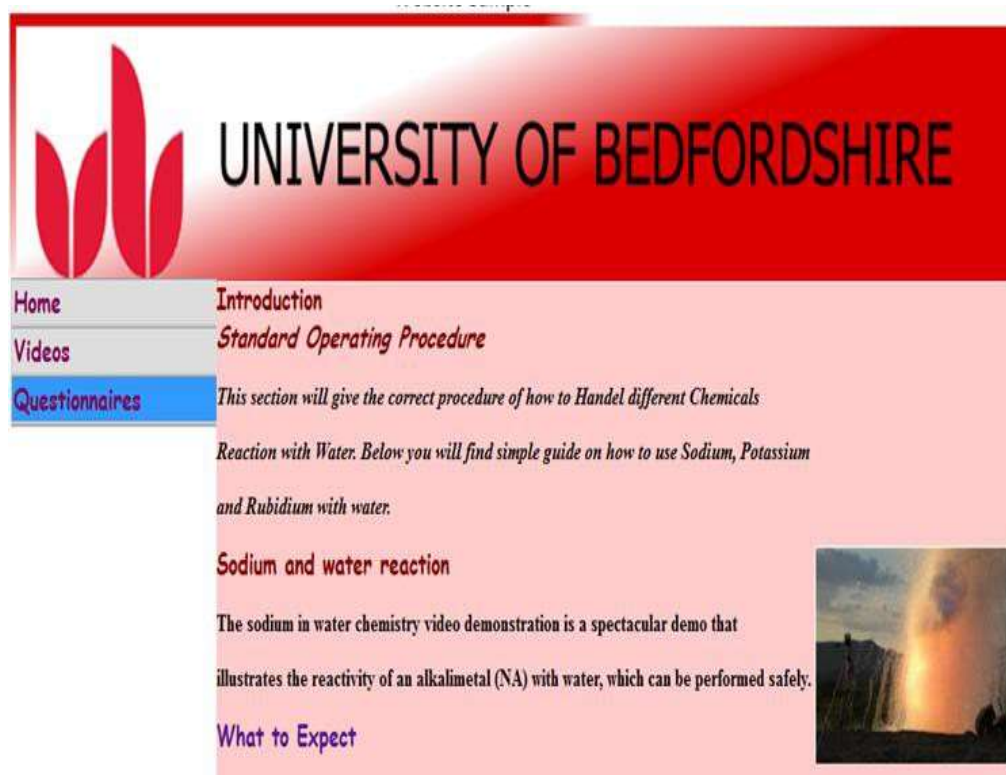 UNIVERSITY OF BEDFORDSHIRE
Home
Videos
Questionnaires
Introduction
Standard Operating Procedure
This section will give the correct procedure of how to Handel different Chemicals
Reaction with Water. Below you will find simple guide on how to use Sodium, Potassium
and Rubidium with water.
Sodium and water reaction
The sodium in water chemistry video demonstration is a spectacular demo that
illustrates the reactivity of an alkalimetal (NA) with water, which can be performed safely.
What to Expect